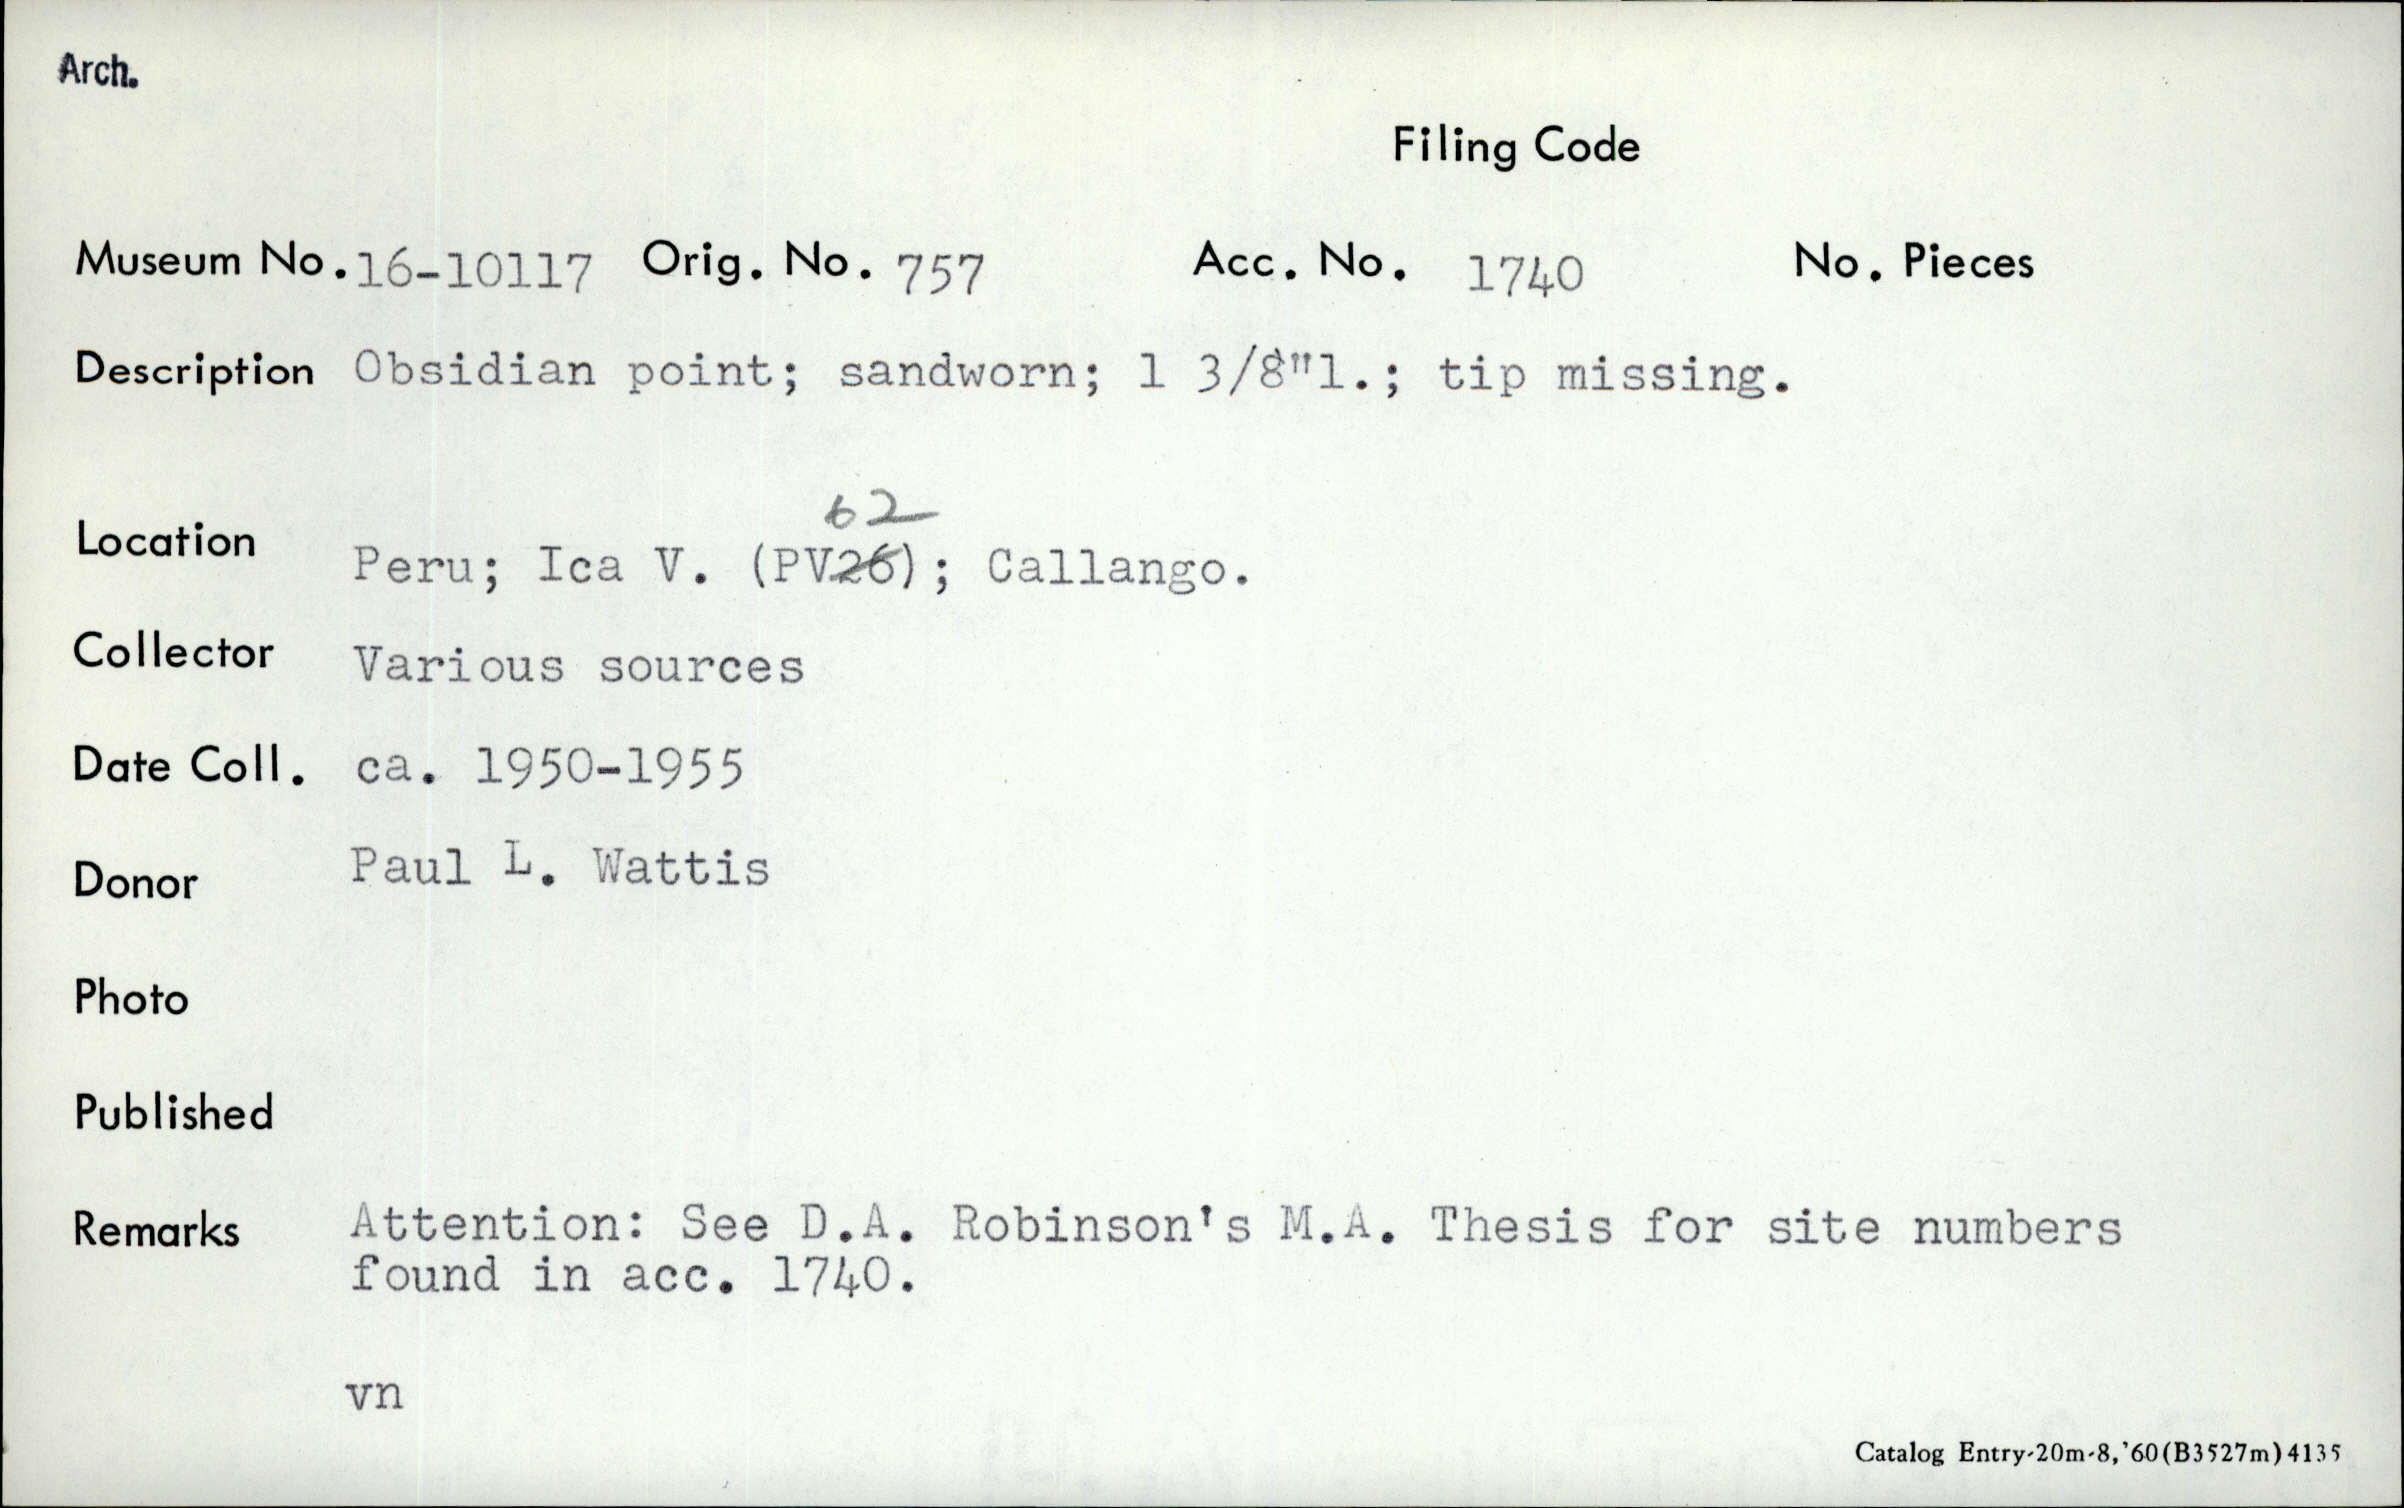 Arch.
Filing Code
Museum No. 16-10117 Orig. No. 757 Acc. No. 1740 No. Pieces
Description Obsidian point; sandworn; 1 3/8"l.; tip missing.
62
Location Peru; Ica V. (PV26); Callango.
Collector Various sources
Date Coll. ca. 1950-1955
Donor Paul L. Wattis
Photo
Published
Remarks Attention: See D.A. Robinson's M.A. Thesis for site numbers
found in acc. 1740.
vn
Catalog Entry-20m-8,'60(B3527m)4135